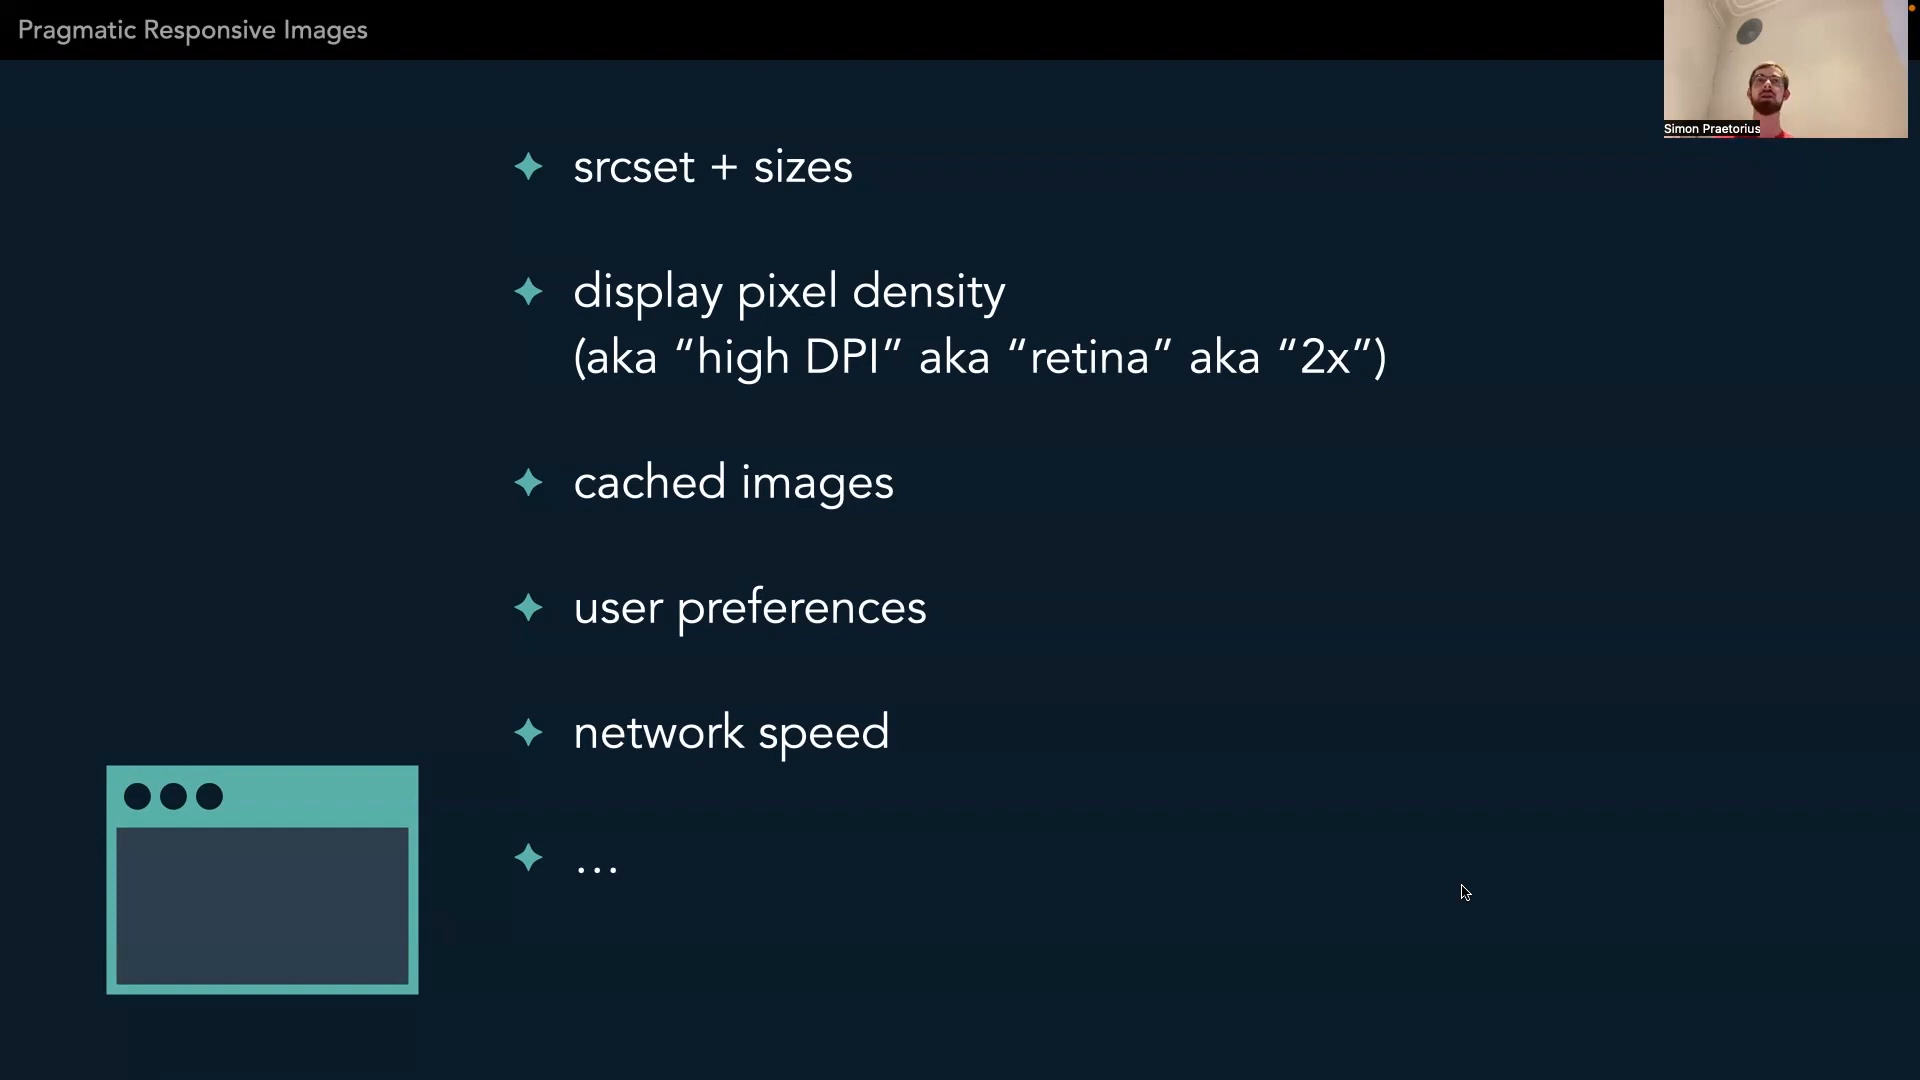 Pragmatic Responsive Images
Simon Praetorius
srcset + sizes
display pixel density
(aka “high DPI” aka “retina” aka “2x”)
cached images
user preferences
network speed
…